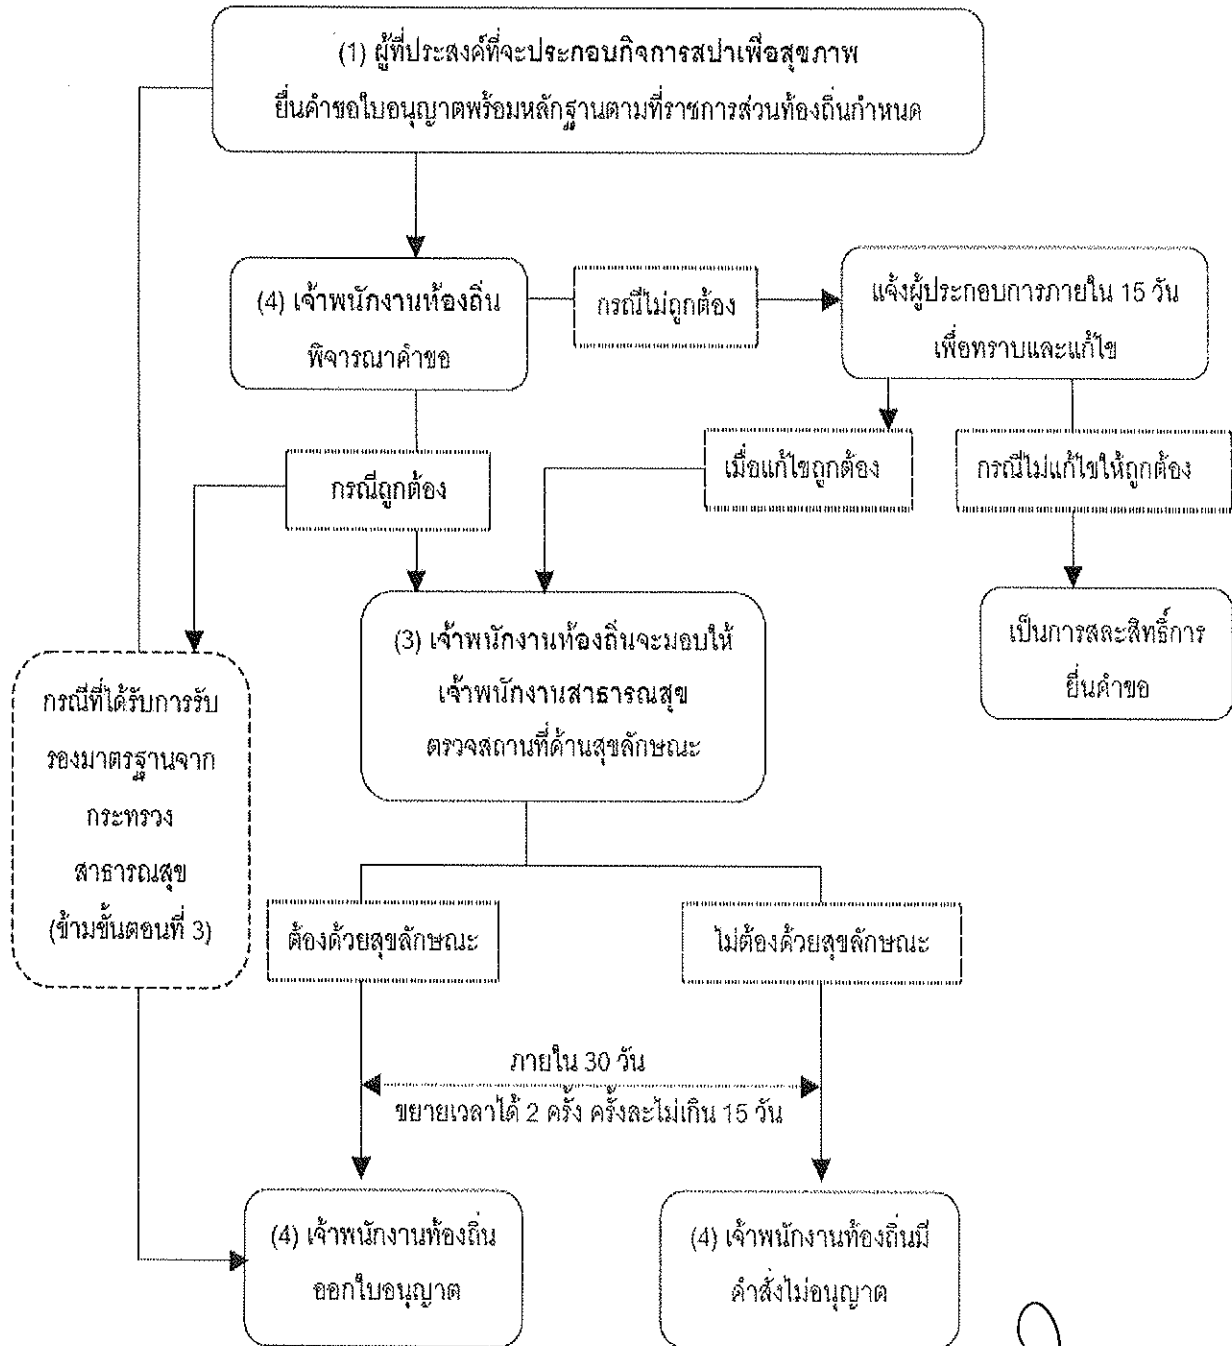 (1) ผู้ที่ประสงค์ที่จะประกอบกิจการสปาเพื่อสุขภาพ
ยื่นคำขอใบอนุญาตพร้อมหลักฐานตามที่ราชการส่วนท้องถิ่นกำหนด
(4) เจ้าพนักงานท้องถิ่น
พิจารณาคำขอ
กรณีไม่ถูกต้อง
แจ้งผู้ประกอบการภายใน 15 วัน
เพื่อทราบและแก้ไข
กรณีถูกต้อง
เมื่อแก้ไขถูกต้อง
กรณีไม่แก้ไขให้ถูกต้อง
(3) เจ้าพนักงานท้องถิ่นจะมอบให้
เจ้าพนักงานสาธารณสุข
ตรวจสถานที่ด้านสุขลักษณะ
เป็นการสละสิทธิ์การ
ยื่นคำขอ
กรณีที่ได้รับการรับ
รองมาตรฐานจาก
กระทรวง
สาธารณสุข
(ข้ามขั้นตอนที่ 3)
ต้องด้วยสุขลักษณะ
ไม่ต้องด้วยสุขลักษณะ
ภายใน 30 วัน
ขยายเวลาได้ 2 ครั้ง ครั้งละไม่เกิน 15 วัน
(4) เจ้าพนักงานท้องถิ่น
ออกใบอนุญาต
(4) เจ้าพนักงานท้องถิ่นมี
คำสั่งไม่อนุญาต